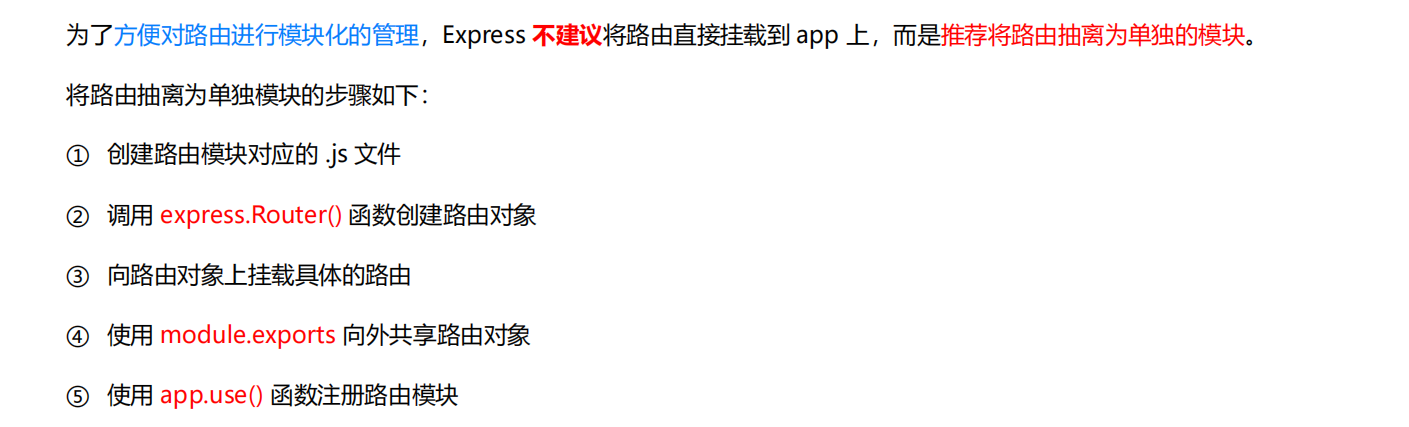 为了方便对路由进行模块化的管理，Express 不建议将路由直接挂载到 app 上，而是推荐将路由抽离为单独的模块。
将路由抽离为单独模块的步骤如下：
① 创建路由模块对应的 .js 文件
② 调用 express.Router() 函数创建路由对象
③ 向路由对象上挂载具体的路由
④ 使用 module.exports 向外共享路由对象
⑤ 使用 app.use() 函数注册路由模块